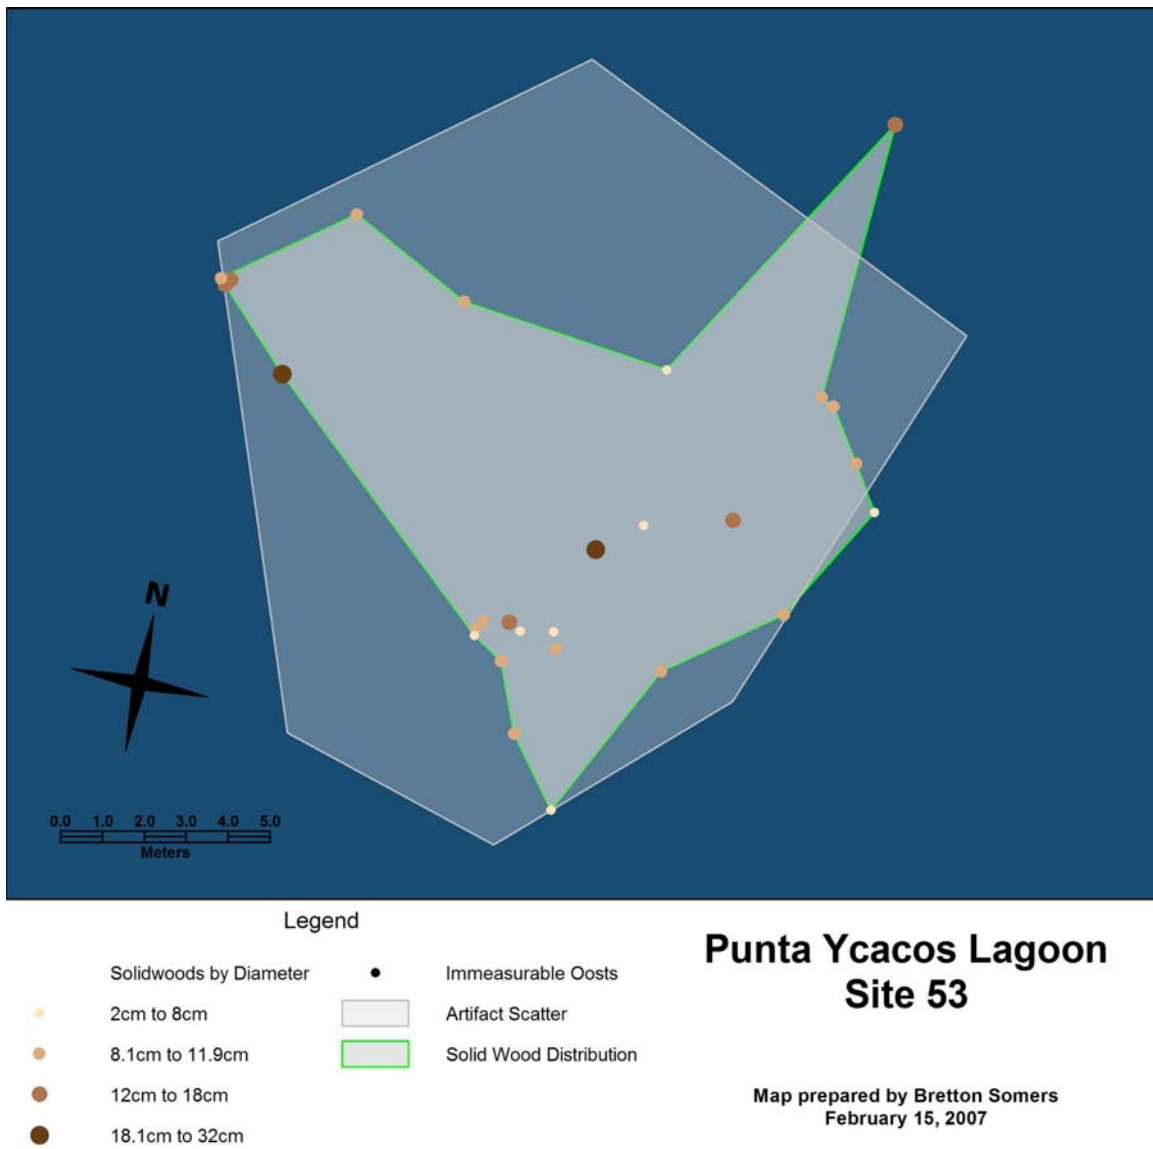 N
0.0 1.0 2.0 3.0 4.0 5.0
Meters
Legend
Solidwoods by Diameter
2cm to 8cm
8.1cm to 11.9cm
12cm to 18cm
18.1cm to 32cm
Immeasurable Oosts
Artifact Scatter
Solid Wood Distribution
Punta Ycacos Lagoon
Site 53
Map prepared by Bretton Somers
February 15, 2007